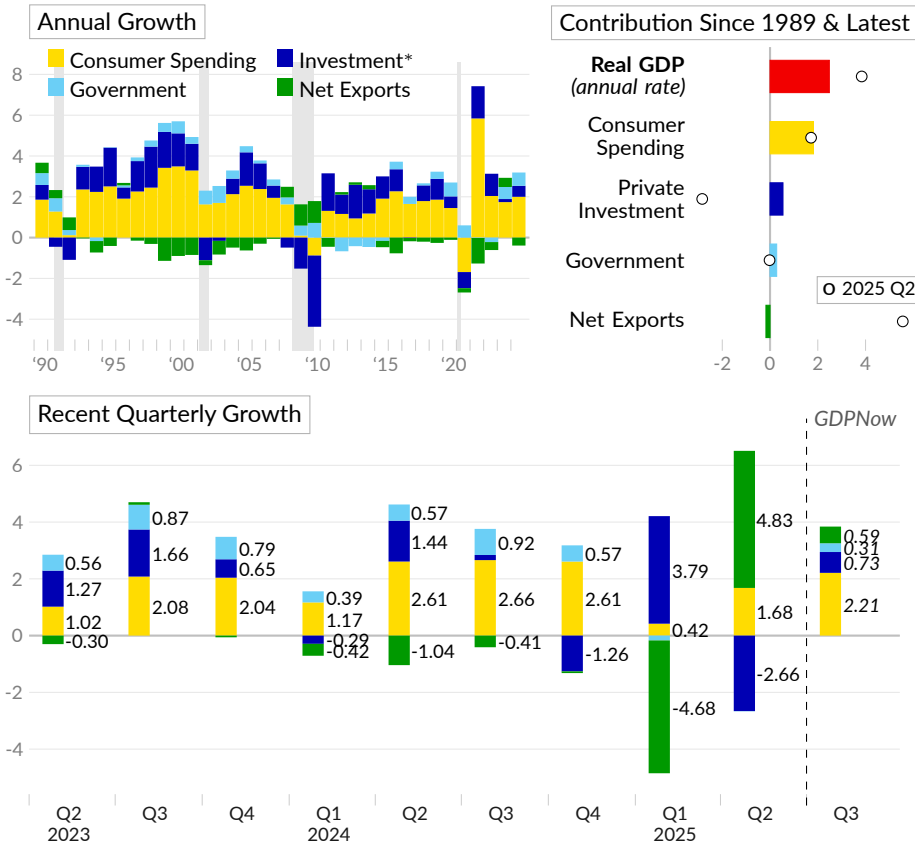 Annual Growth
Consumer Spending
Investment*
Government
Net Exports
8
6
4
2
0
-2
-4
'90
'95
'00
'05
'10
'15
'20
Contribution Since 1989 & Latest
Real GDP
(annual rate)
Consumer
Spending
Private
Investment
Government
Net Exports
2025 Q2
-2
0
2
4
Recent Quarterly Growth
GDPNow
6
4
2
0
-2
-4
0.56
1.27
1.02
-0.30
0.87
1.66
2.08
0.79
0.65
2.04
0.39
1.17
-0.29
-0.42
0.57
1.44
2.61
-1.04
0.92
2.66
-0.41
0.57
2.61
-1.26
3.79
0.42
-4.68
4.83
1.68
-2.66
0.59
0.31
0.73
2.21
Q2
2023
Q3
Q4
Q1
2024
Q2
Q3
Q4
Q1
2025
Q2
Q3